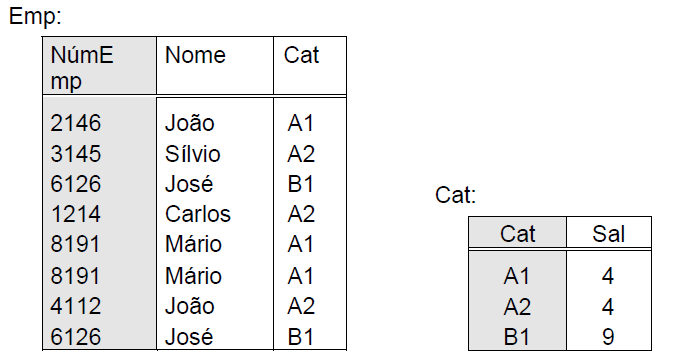 Emp:
NúmE
mp Nome Cat
2146 João A1
3145 Sílvio A2
6126 José B1
1214 Carlos A2
8191 Mário A1
8191 Mário A1
4112 João A2
6126 José B1
Cat:
Cat Sal
A1 4
A2 4
B1 9